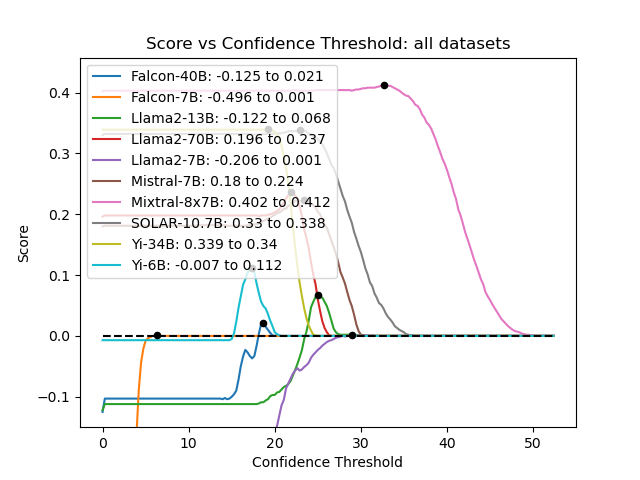 Score vs Confidence Threshold: all datasets
Falcon-40B: -0.125 to 0.021
Falcon-7B: -0.496 to 0.001
Llama2-13B: -0.122 to 0.068
Llama2-70B: 0.196 to 0.237
Llama2-7B: -0.206 to 0.001
Mistral-7B: 0.18 to 0.224
Mixtral-8x7B: 0.402 to 0.412
SOLAR-10.7B: 0.33 to 0.338
Yi-34B: 0.339 to 0.34
Yi-6B: -0.007 to 0.112
0.4
0.3
0.2
0.1
0.0
−0.1
Score
0 10 20 30 40 50
Confidence Threshold